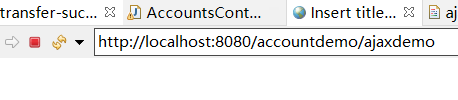 transfer-suc... AccountsCont... Insert title... aj
http://localhost:8080/accountdemo/ajaxdemo